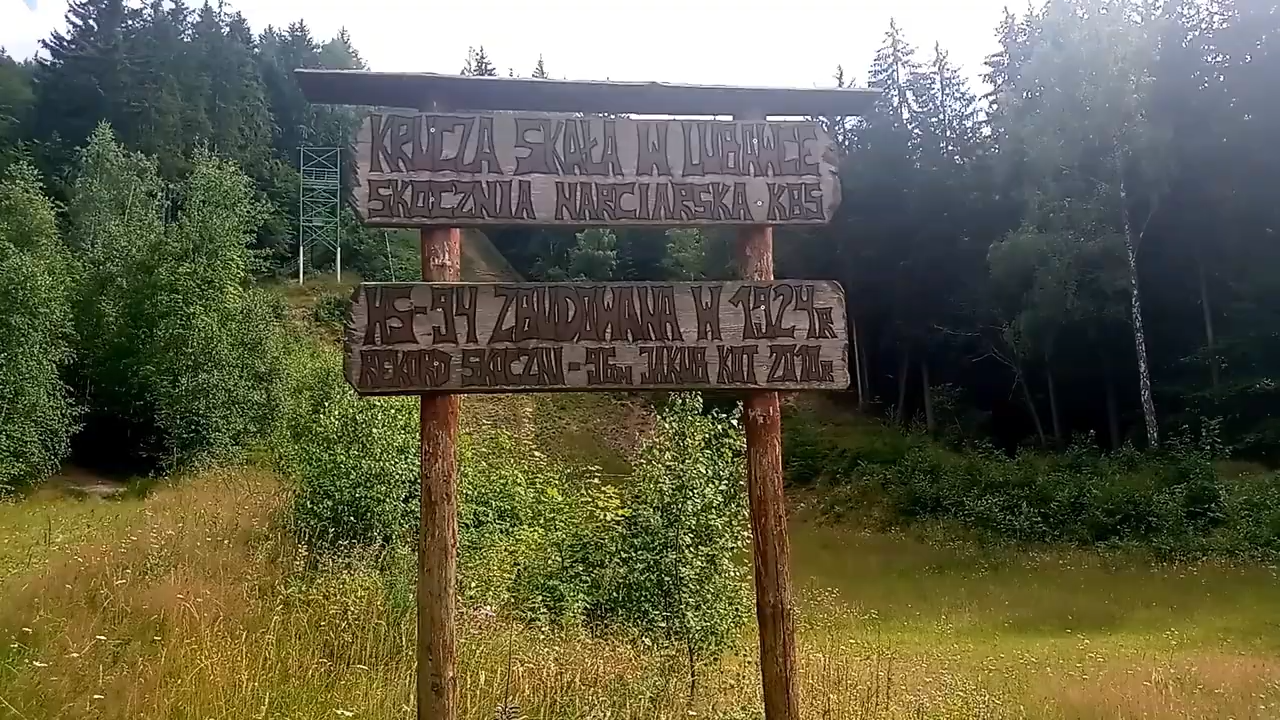 KRUCZA SKAŁA W LUBAWCE
SKOCZNIA NARCIARSKA K85
HS-94 ZBUDOWANA W 1924R
REKORD SKOCZNI - 96m JAKUB KOT 2010R